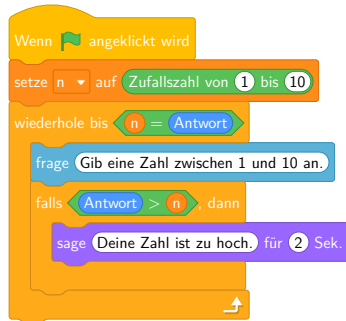 Wenn angeklickt wird
setze n auf Zufallszahl von 1 bis 10
wiederhole bis n = Antwort
frage Gib eine Zahl zwischen 1 und 10 an.
falls Antwort > n , dann
sage Deine Zahl ist zu hoch. für 2 Sek.